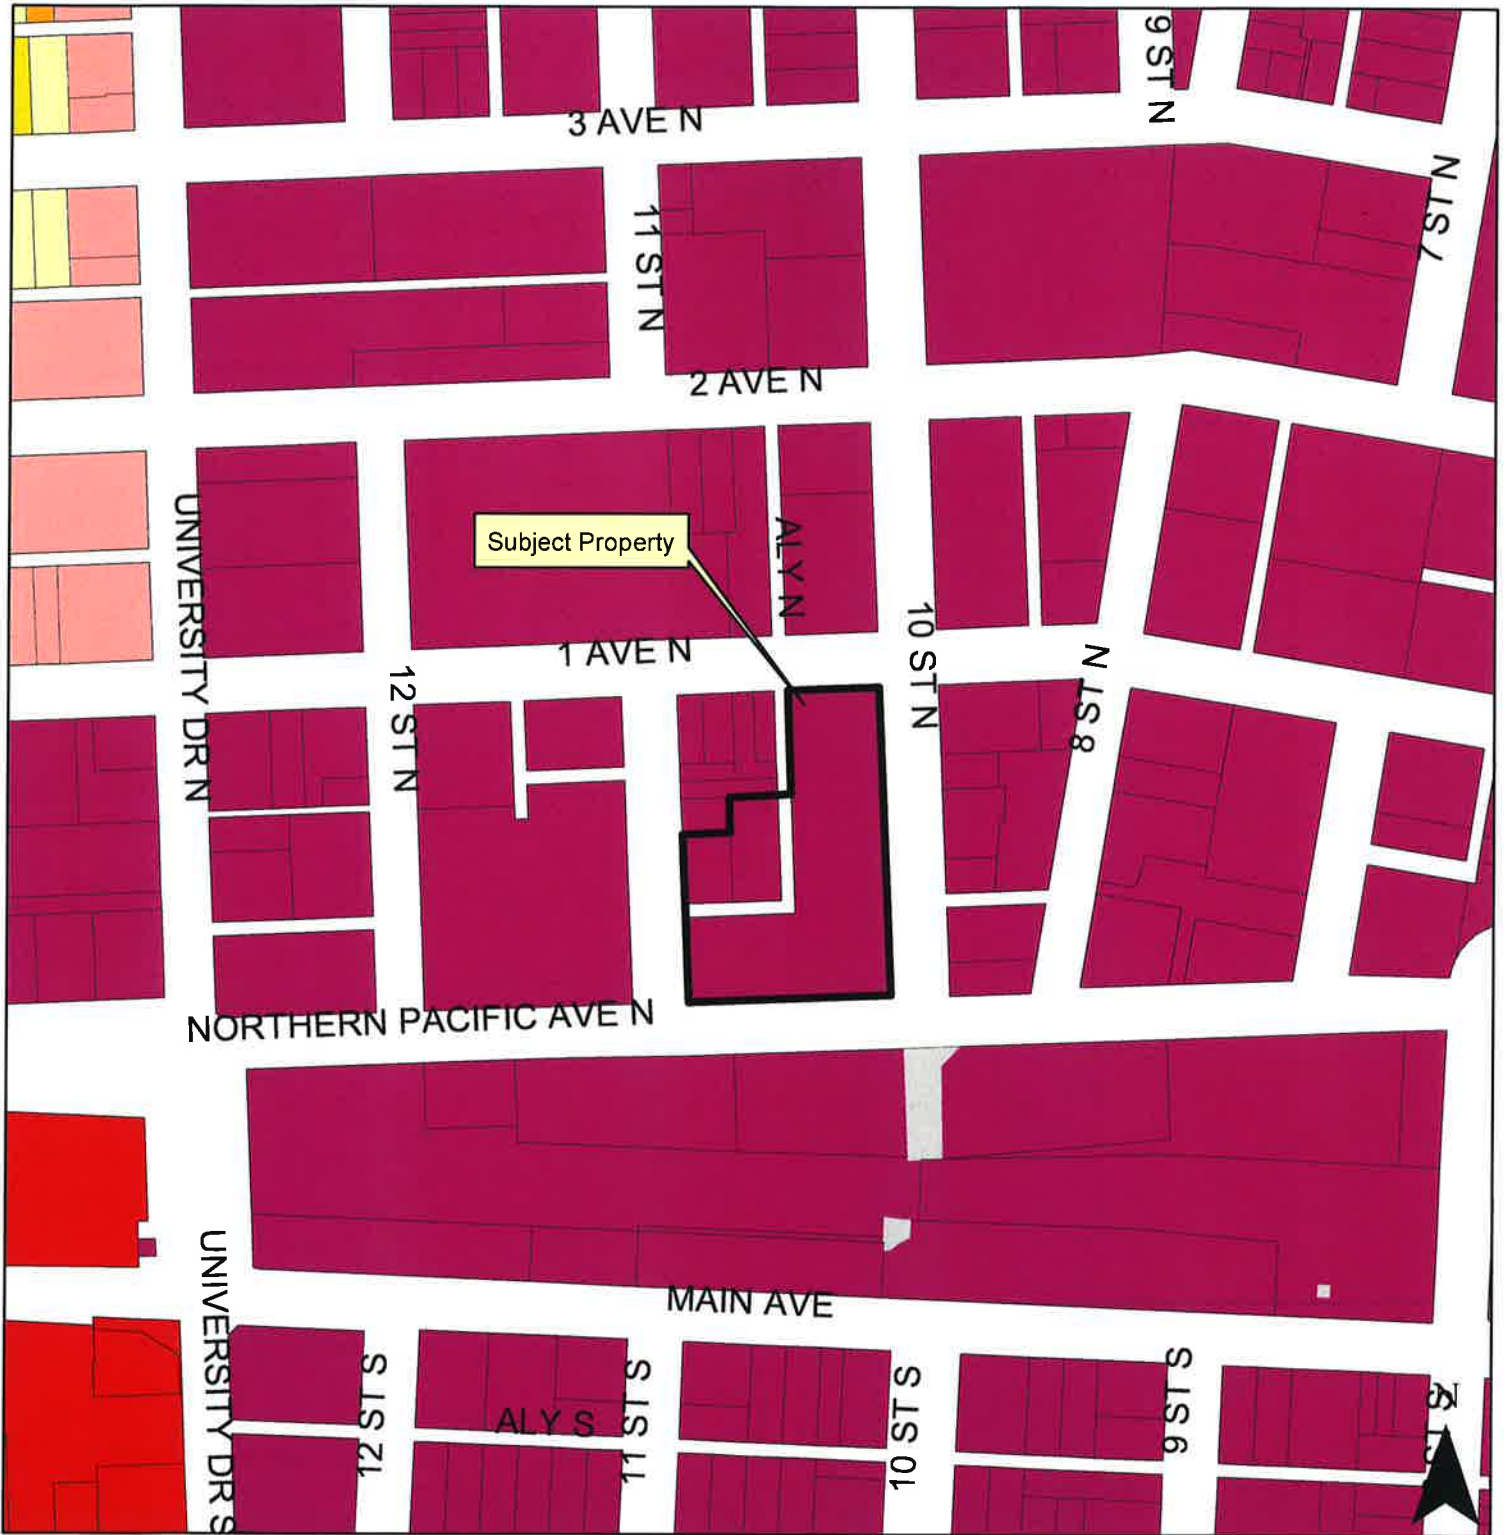 9 ST N
3 AVE N
7 ST N
11 ST N
2 AVE N
UNIVERSITY DR N
Subject Property
ALY N
10 ST N
1 AVE N
8 ST N
12 ST N
NORTHERN PACIFIC AVE N
MAIN AVE
UNIVERSITY DR S
12 ST S
11 ST S
ALY S
10 ST S
9 ST S
N